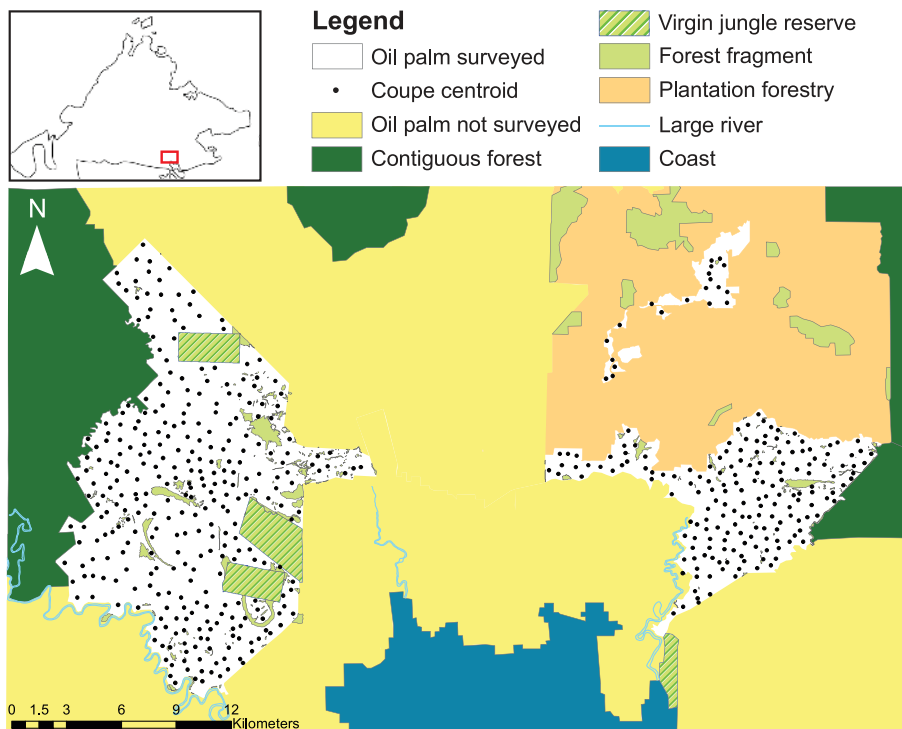 Legend
Oil palm surveyed
Coupe centroid
Oil palm not surveyed
Contiguous forest
Virgin jungle reserve
Forest fragment
Plantation forestry
Large river
Coast
N
0 1.5 3 6 9 12
Kilometers